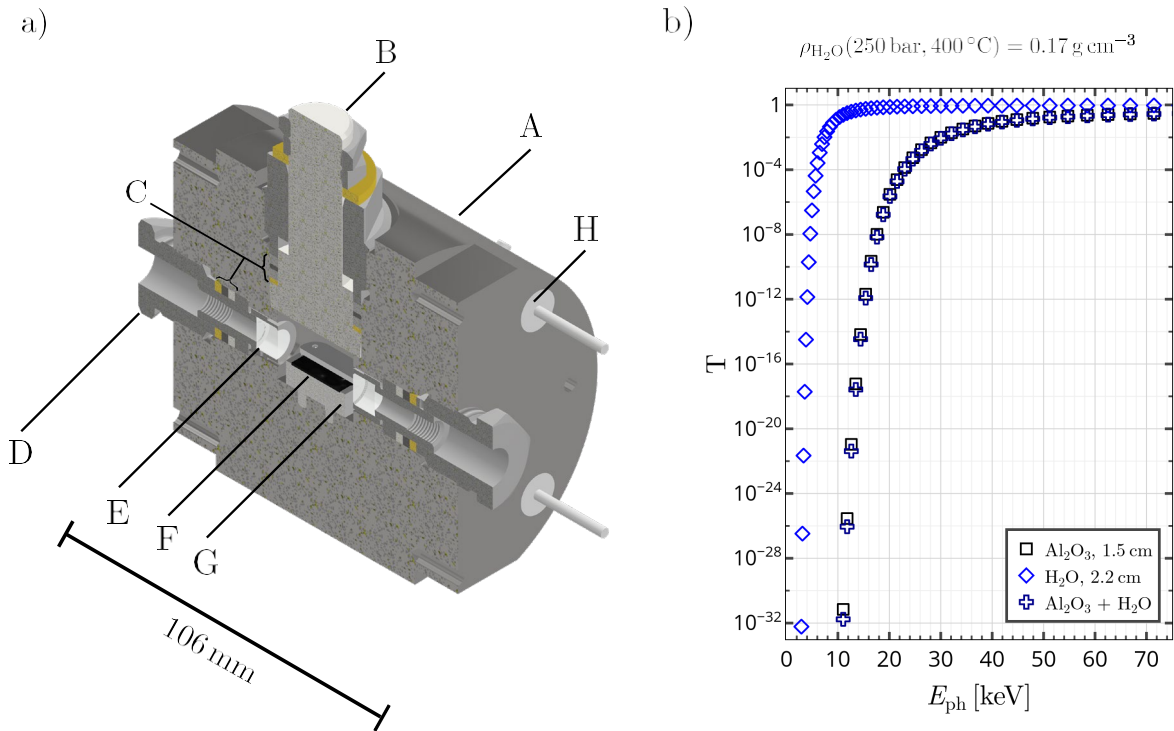 a)
B
A
C
H
D
E
F
G
106 mm
b)
ρH₂O(250 bar, 400 °C) = 0.17 g cm⁻³
1
10⁻⁴
10⁻⁸
10⁻¹²
10⁻¹⁶
10⁻²⁰
10⁻²⁴
10⁻²⁸
10⁻³²
T
Al₂O₃, 1.5 cm
H₂O, 2.2 cm
Al₂O₃ + H₂O
0 10 20 30 40 50 60 70
Eph [keV]